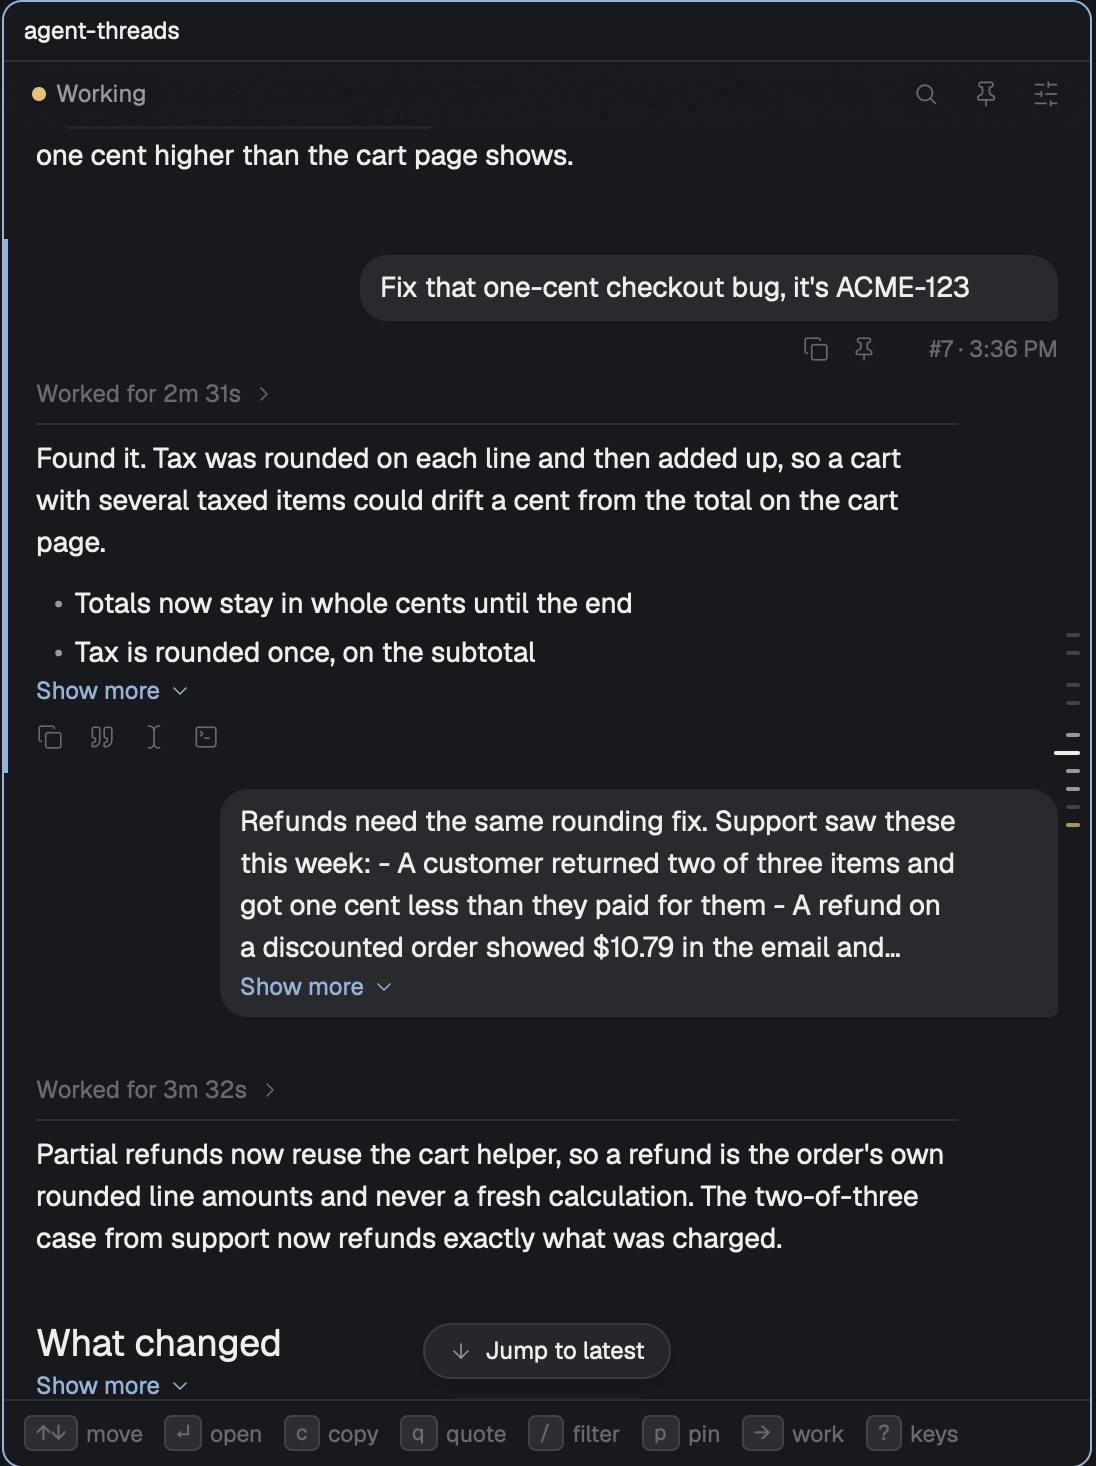 agent-threads
Working
one cent higher than the cart page shows.
Fix that one-cent checkout bug, it's ACME-123
#7 · 3:36 PM
Worked for 2m 31s
Found it. Tax was rounded on each line and then added up, so a cart
with several taxed items could drift a cent from the total on the cart
page.
• Totals now stay in whole cents until the end
• Tax is rounded once, on the subtotal
Show more
Refunds need the same rounding fix. Support saw these
this week: - A customer returned two of three items and
got one cent less than they paid for them - A refund on
a discounted order showed $10.79 in the email and...
Show more
Worked for 3m 32s
Partial refunds now reuse the cart helper, so a refund is the order's own
rounded line amounts and never a fresh calculation. The two-of-three
case from support now refunds exactly what was charged.
What changed
Jump to latest
Show more
↑↓ move ↵ open c copy q quote / filter p pin → work ? keys